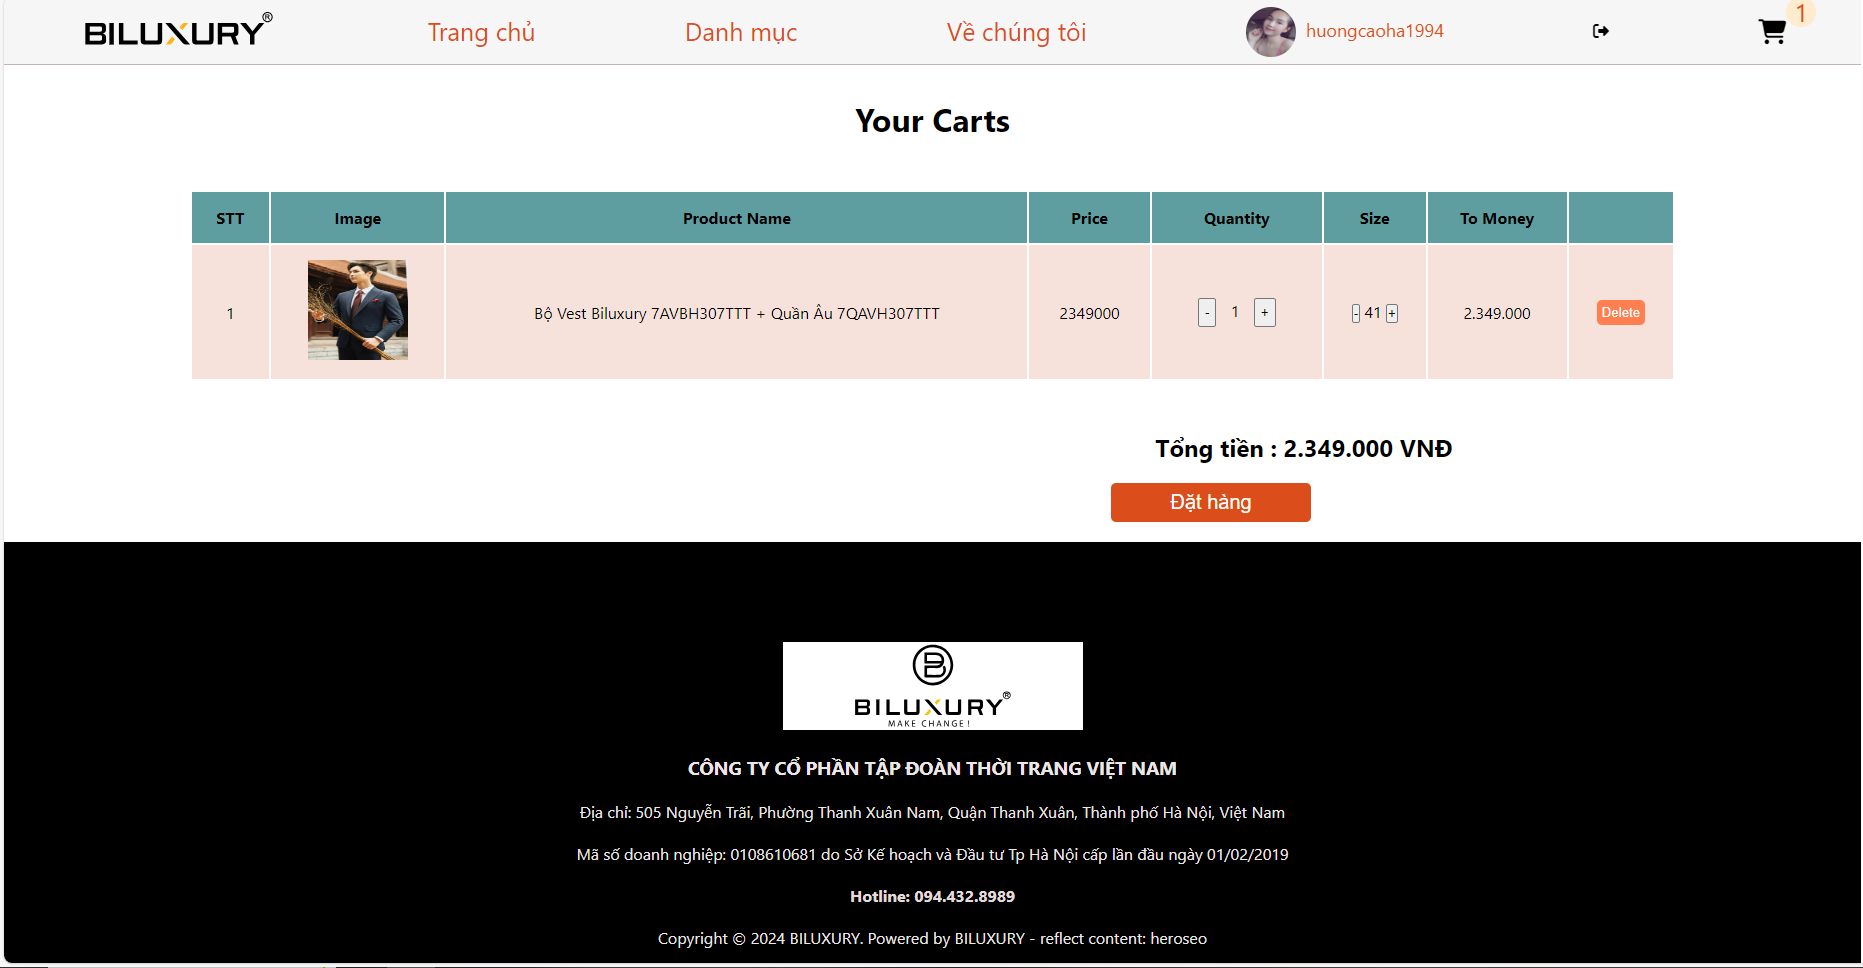 BILUXURY®
Trang chủ
Danh mục
Về chúng tôi
huongcaoha1994
1
Your Carts
STT Image Product Name Price Quantity Size To Money
1 Bộ Vest Biluxury 7AVBH307TTT + Quần Âu 7QAVH307TTT 2349000 - 1 + - 41 + 2.349.000 Delete
Tổng tiền : 2.349.000 VNĐ
Đặt hàng
BILUXURY®
MAKE CHANGE!
CÔNG TY CỔ PHẦN TẬP ĐOÀN THỜI TRANG VIỆT NAM
Địa chỉ: 505 Nguyễn Trãi, Phường Thanh Xuân Nam, Quận Thanh Xuân, Thành phố Hà Nội, Việt Nam
Mã số doanh nghiệp: 0108610681 do Sở Kế hoạch và Đầu tư Tp Hà Nội cấp lần đầu ngày 01/02/2019
Hotline: 094.432.8989
Copyright © 2024 BILUXURY. Powered by BILUXURY - reflect content: heroseo